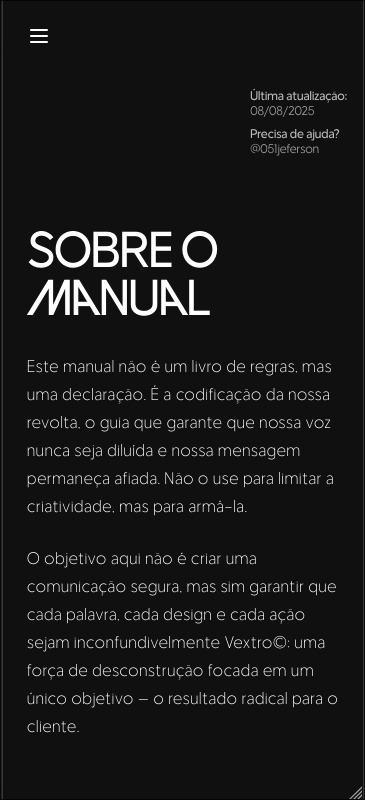 Última atualização:
08/08/2025
Precisa de ajuda?
@051jeferson
SOBRE O
MANUAL
Este manual não é um livro de regras, mas
uma declaração. É a codificação da nossa
revolta, o guia que garante que nossa voz
nunca seja diluída e nossa mensagem
permaneça afiada. Não o use para limitar a
criatividade, mas para armá-la.
O objetivo aqui não é criar uma
comunicação segura, mas sim garantir que
cada palavra, cada design e cada ação
sejam inconfundivelmente Vextro©: uma
força de desconstrução focada em um
único objetivo — o resultado radical para o
cliente.